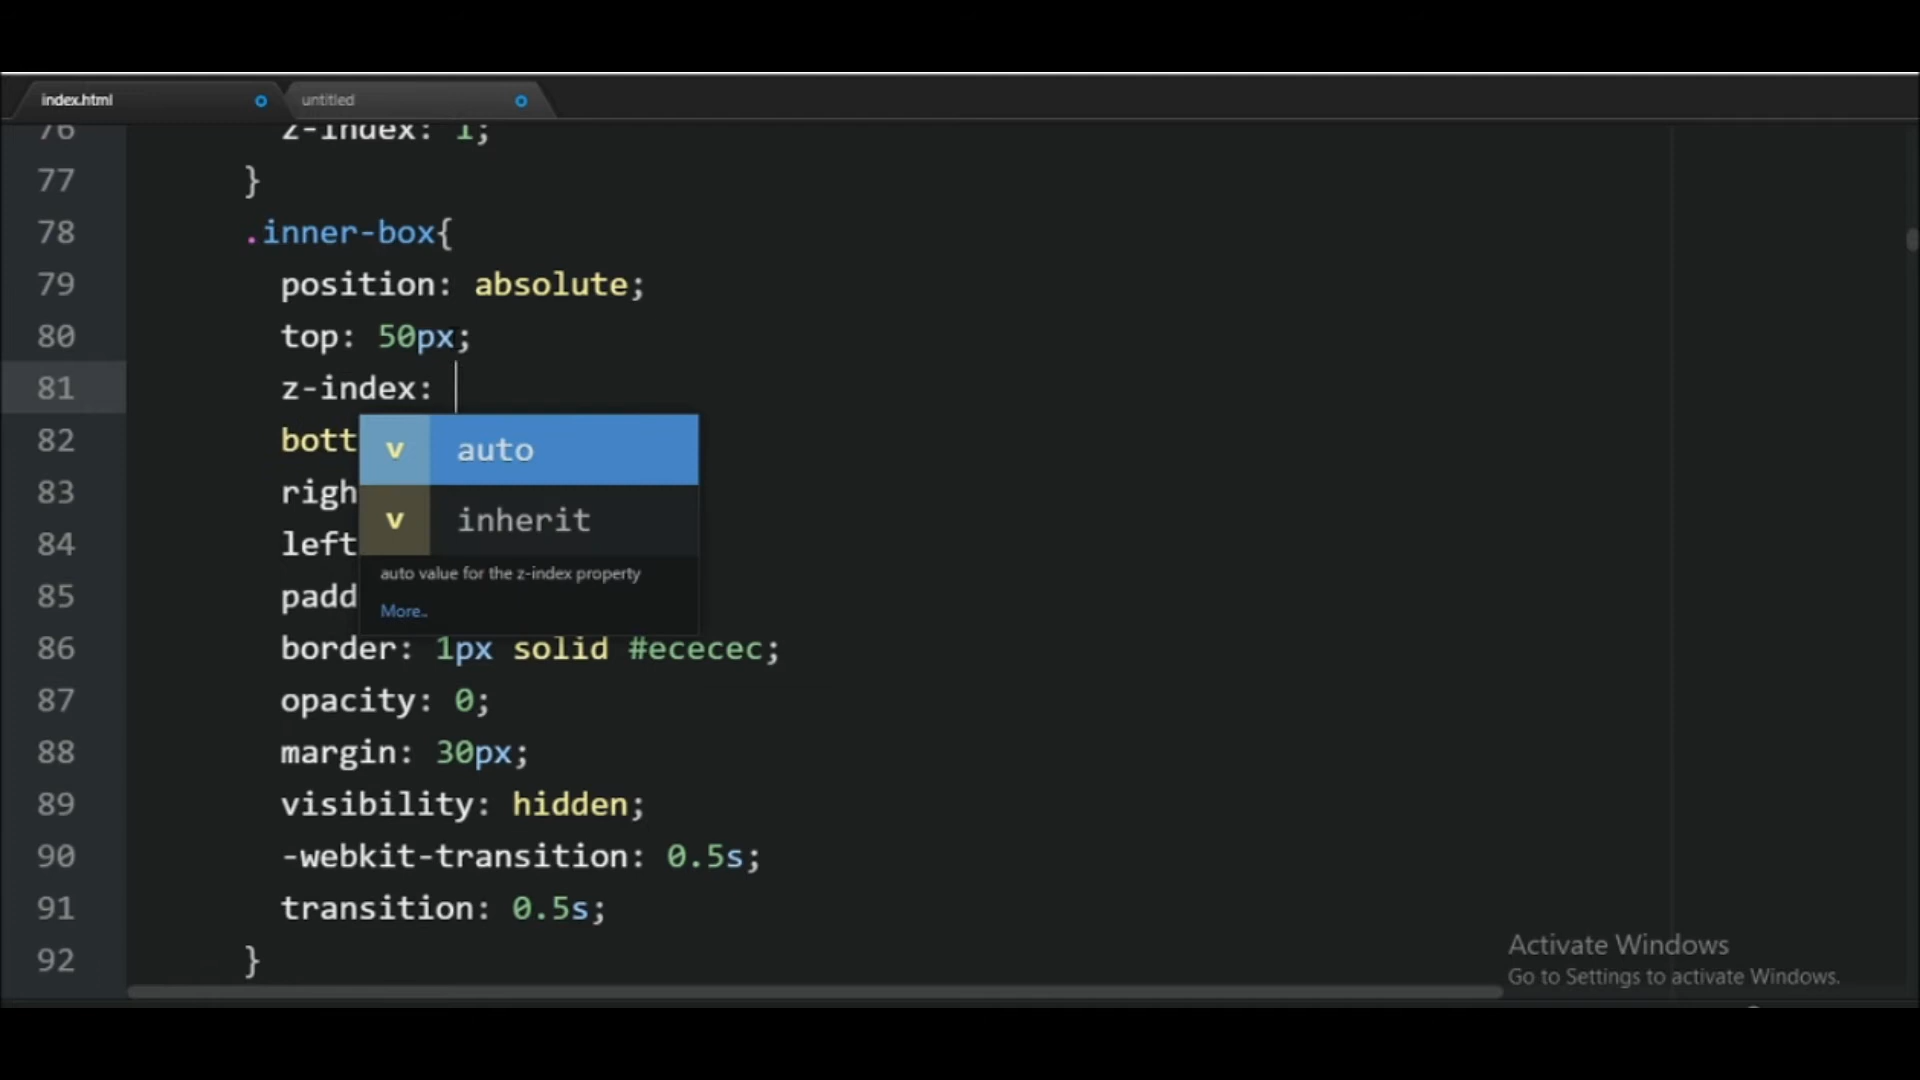 index.html
untitled
76 z-index: 1;
77 }
78 .inner-box{
79 position: absolute;
80 top: 50px;
81 z-index:
82 bott
v auto
83 righ
v inherit
84 left
auto value for the z-index property
85 padd
More..
86 border: 1px solid #ececec;
87 opacity: 0;
88 margin: 30px;
89 visibility: hidden;
90 -webkit-transition: 0.5s;
91 transition: 0.5s;
92 }
Activate Windows
Go to Settings to activate Windows.